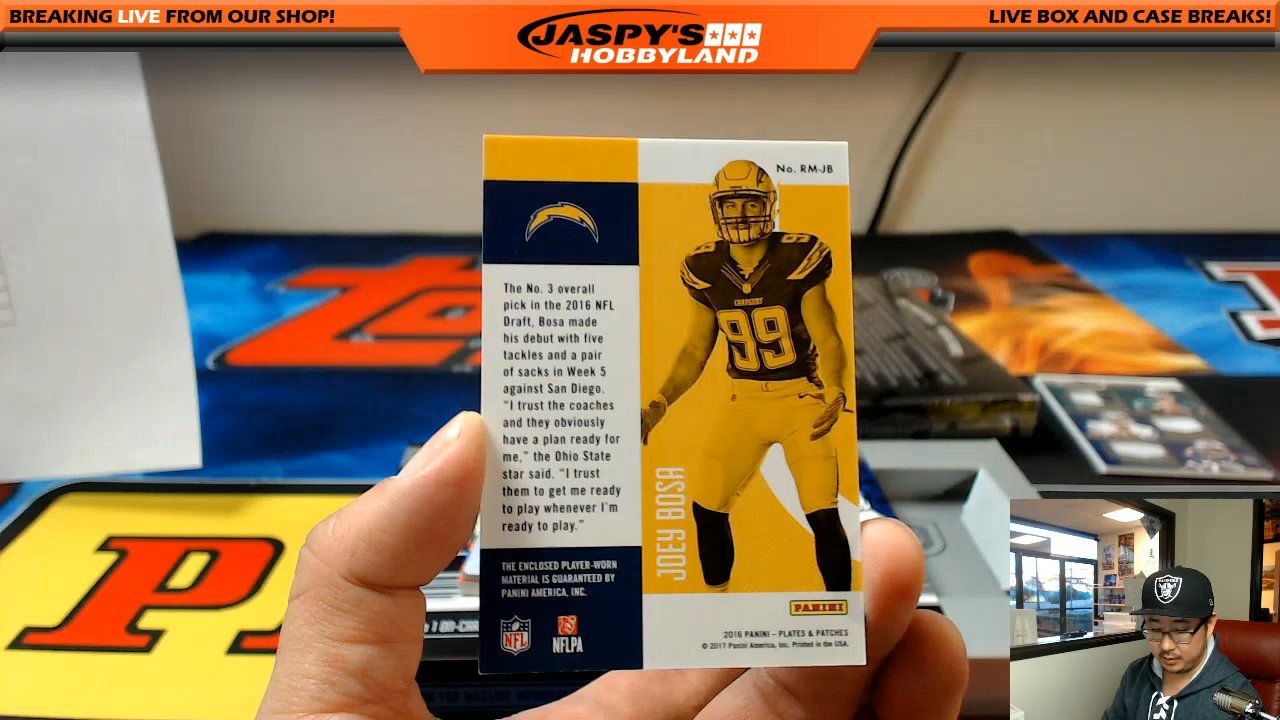 BREAKING LIVE FROM OUR SHOP!
JASPY'S
HOBBYLAND
LIVE BOX AND CASE BREAKS!
No. RM-JB
The No. 3 overall
pick in the 2016 NFL
Draft, Bosa made
his debut with five
tackles and a pair
of sacks in Week 5
against San Diego.
"I trust the coaches
and they obviously
have a plan ready for
me," the Ohio State
star said. "I trust
them to get me ready
to play whenever I'm
ready to play."
CHARGERS
99
99
JOEY BOSA
THE ENCLOSED PLAYER-WORN
MATERIAL IS GUARANTEED BY
PANINI AMERICA, INC.
NFL
NFLPA
PANINI
2016 PANINI – PLATES & PATCHES
© 2017 Panini America, Inc. Printed in the USA.
RAIDERS